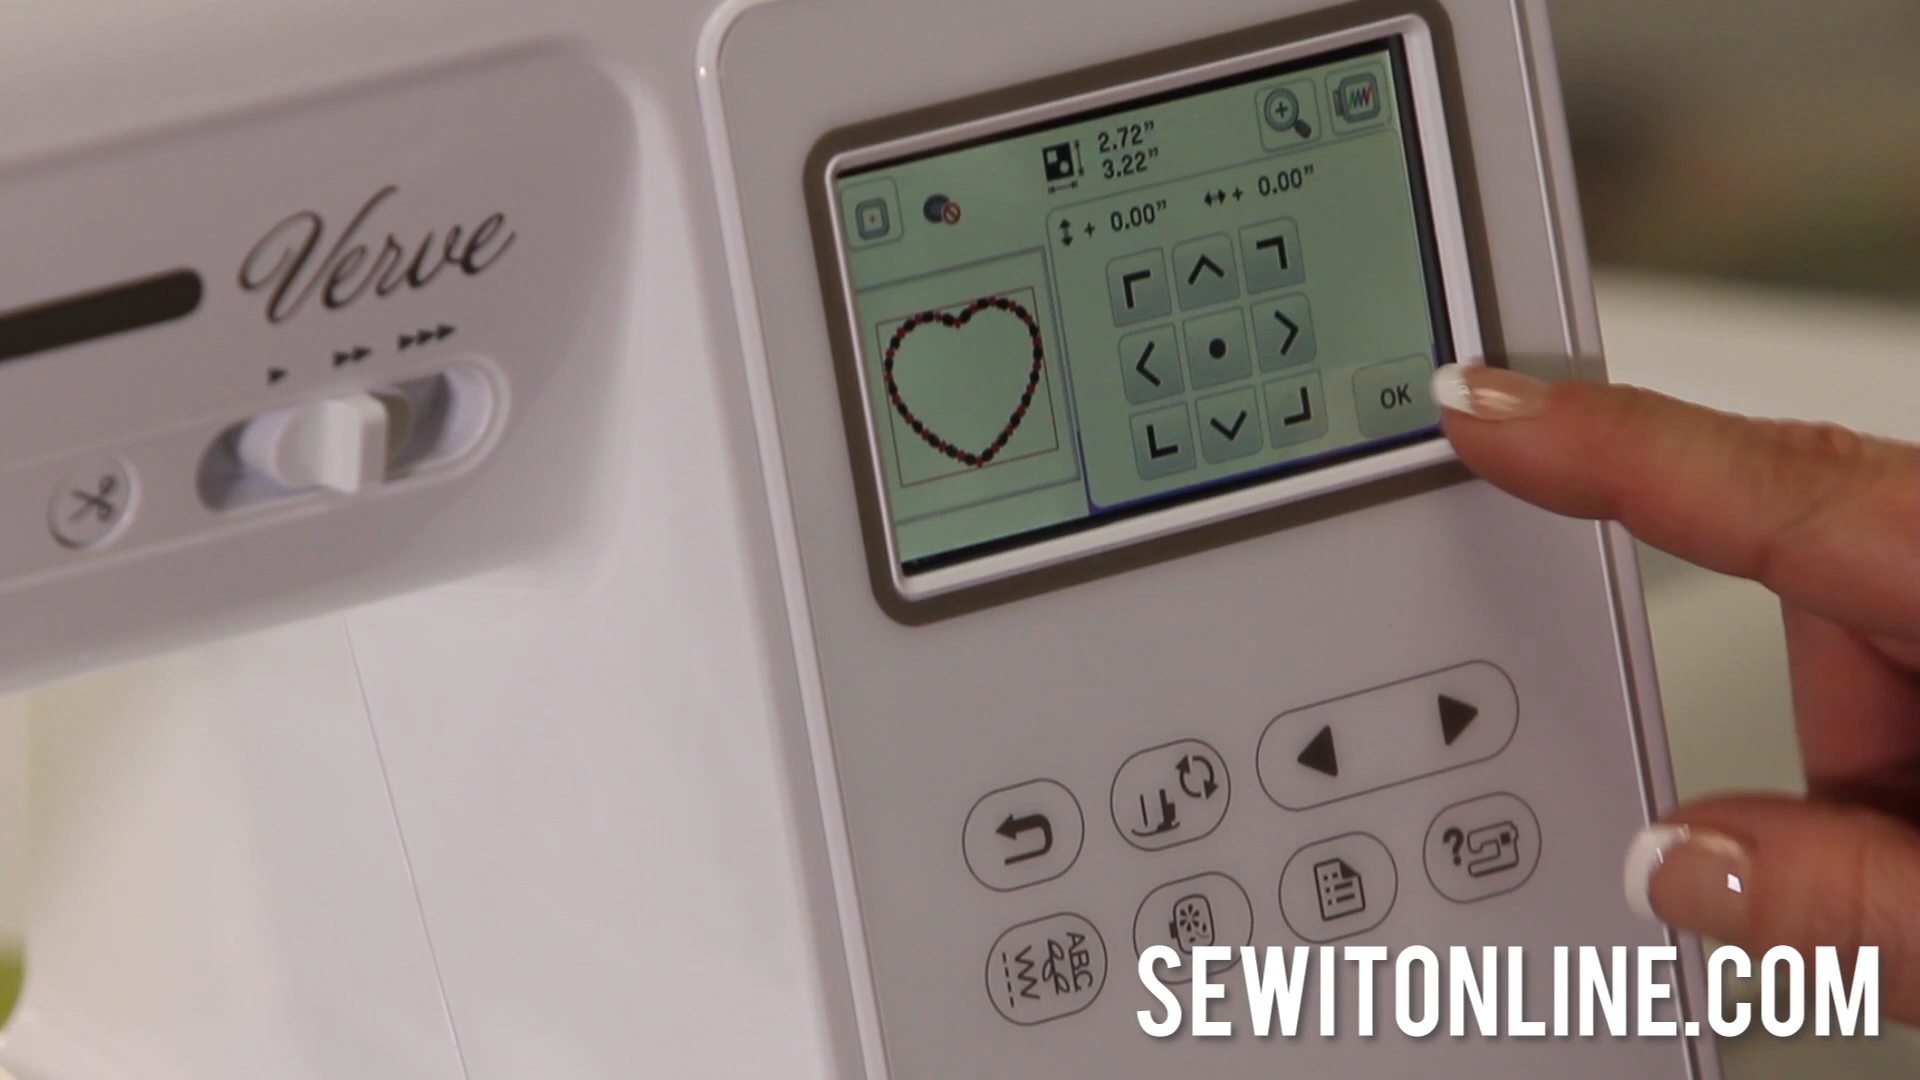 Verve
2.72"
3.22"
+ 0.00"
+ 0.00"
OK
?
ABC
SEWITONLINE.COM